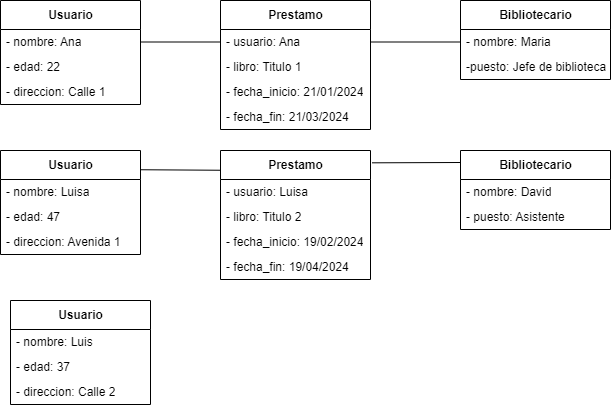 Usuario
- nombre: Ana
- edad: 22
- direccion: Calle 1
Prestamo
- usuario: Ana
- libro: Titulo 1
- fecha_inicio: 21/01/2024
- fecha_fin: 21/03/2024
Bibliotecario
- nombre: Maria
-puesto: Jefe de biblioteca
Usuario
- nombre: Luisa
- edad: 47
- direccion: Avenida 1
Prestamo
- usuario: Luisa
- libro: Titulo 2
- fecha_inicio: 19/02/2024
- fecha_fin: 19/04/2024
Bibliotecario
- nombre: David
- puesto: Asistente
Usuario
- nombre: Luis
- edad: 37
- direccion: Calle 2